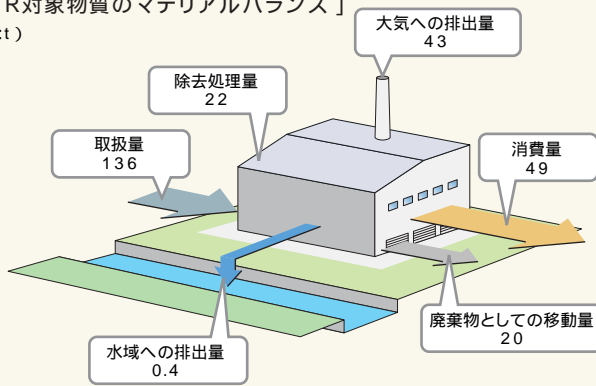 R対象物質のマテリアルバランス］
:t）
大気への排出量
43
除去処理量
22
取扱量
136
消費量
49
廃棄物としての移動量
20
水域への排出量
0.4